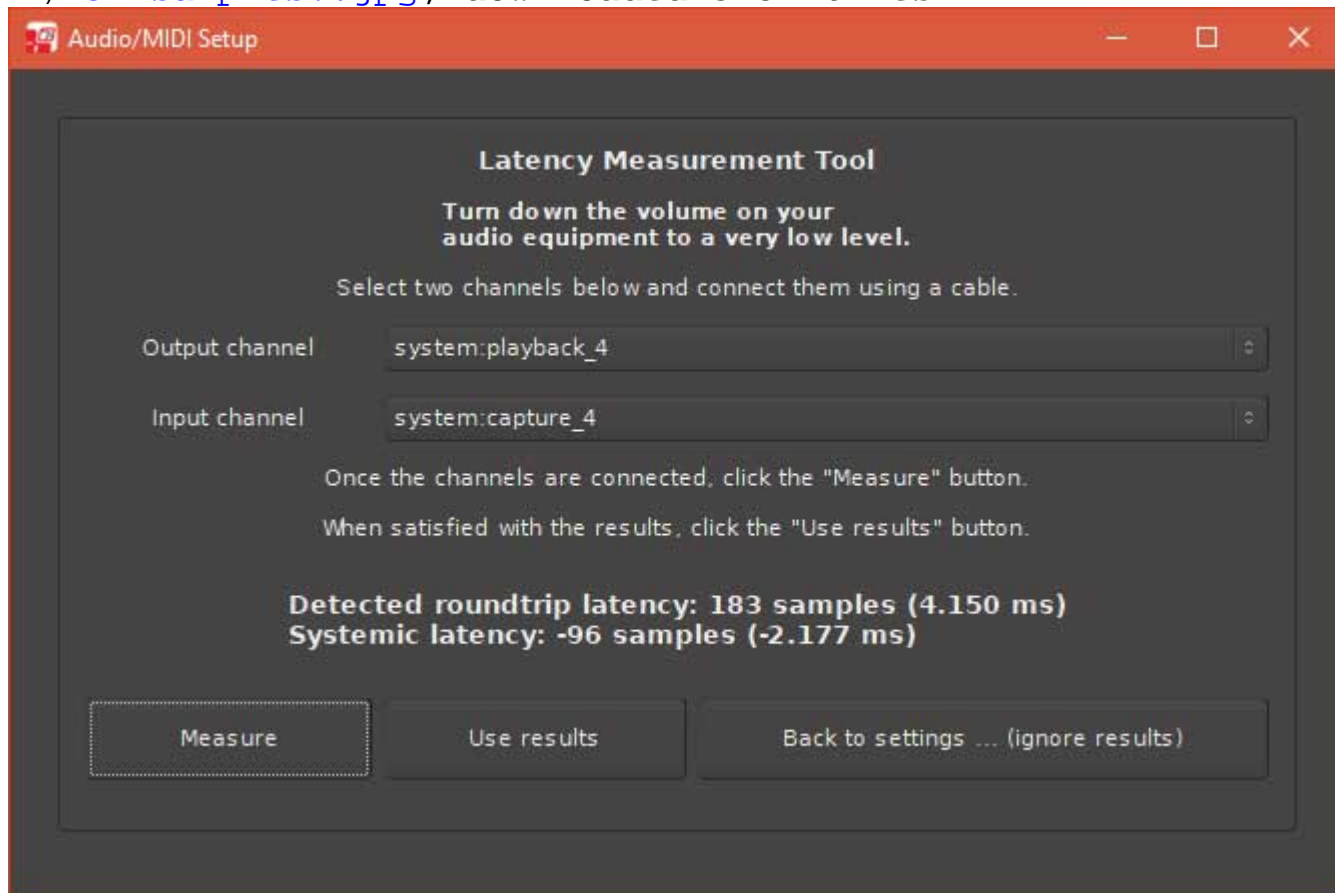 Audio/MIDI Setup
Latency Measurement Tool
Turn down the volume on your
audio equipment to a very low level.
Select two channels below and connect them using a cable.
Output channel system:playback_4
Input channel system:capture_4
Once the channels are connected, click the "Measure" button.
When satisfied with the results, click the "Use results" button.
Detected roundtrip latency: 183 samples (4.150 ms)
Systemic latency: -96 samples (-2.177 ms)
Measure Use results Back to settings ... (ignore results)